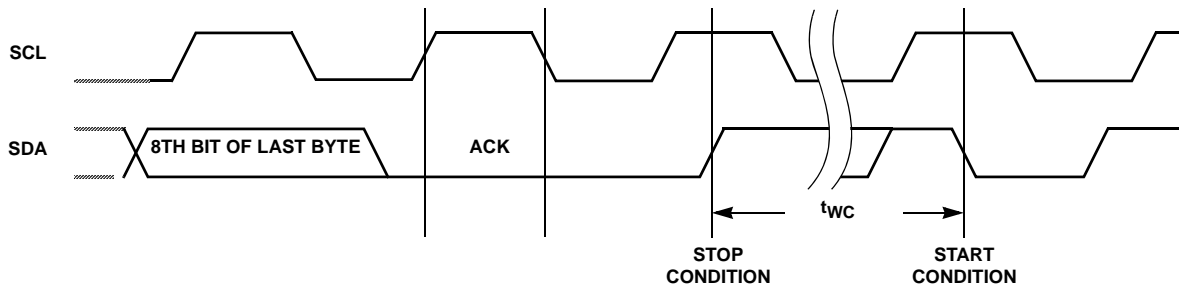 SCL
SDA
8TH BIT OF LAST BYTE
ACK
tWC
STOP
CONDITION
START
CONDITION